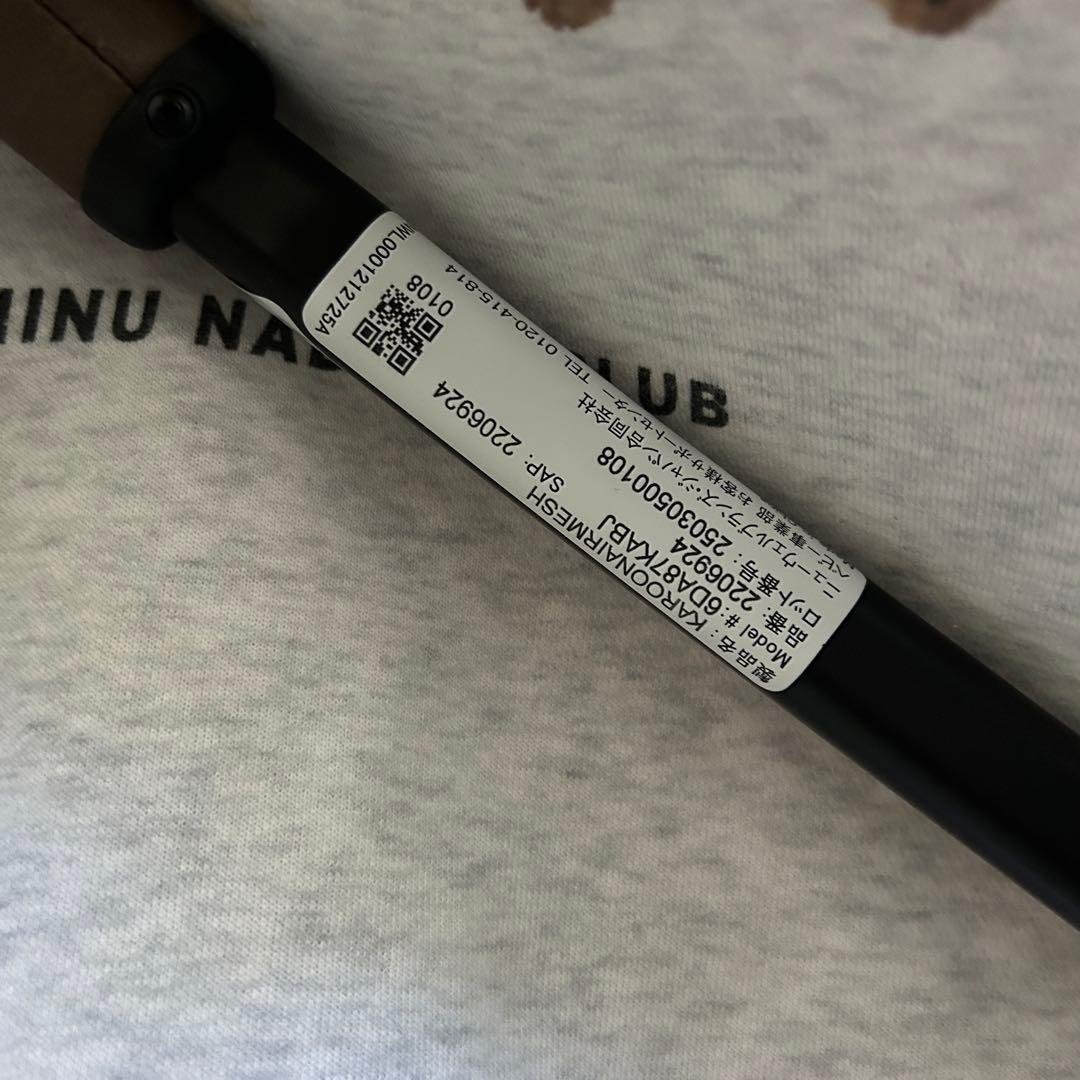 製品名: KAROONAIRMESH
Model #: 6DA87KABJ
SAP: 2206924
品番: 2206924
ロット番号: 25030500108
ニューウェルブランズ・ジャパン合同会社
ベビー事業部 お客様サポートセンター TEL 0120-415-814
0108
NWL0001212725A
INU NA
LUB